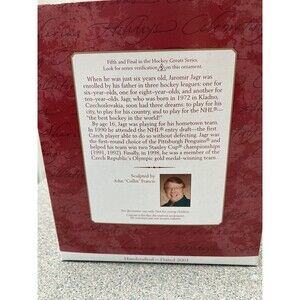 Fifth and Final in the Hockey Greats Series.
Look for series verification 5 on this ornament.
When he was just six years old, Jaromir Jagr was
enrolled by his father in three hockey leagues: one for
six-year-olds, one for eight-year-olds, and another for
ten-year-olds. Jagr, who was born in 1972 in Kladno,
Czechoslovakia, soon had three dreams: to play for his
city, to play for his country, and to play for the NHL®—
"the best hockey in the world!"
By age 16, Jagr was playing for his hometown team.
In 1990 he attended the NHL® entry draft—the first
Czech player able to do so without defecting. Jagr was
the first-round choice of the Pittsburgh Penguins® and
helped his team win two Stanley Cup® championships
(1991, 1992). Then in 1998, he was a member of the
Czech Republic's Olympic gold medal-winning team.
Sculpted by
John "Collin" Francis
Handcrafted – Dated 2001